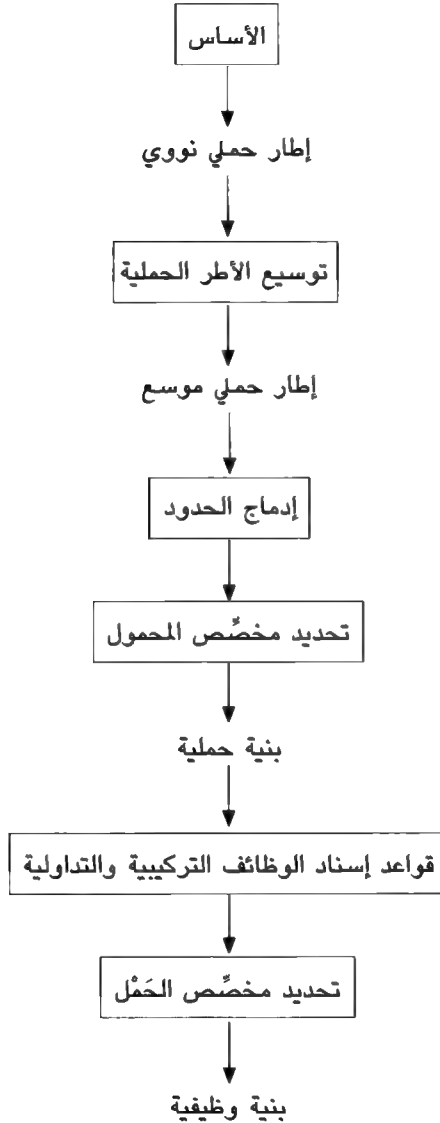 الأساس
إطار حملي نووي
توسيع الأطر الحملية
إطار حملي موسع
إدماج الحدود
تحديد مخصِّص المحمول
بنية حملية
قواعد إسناد الوظائف التركيبية والتداولية
تحديد مخصِّص الحَمْل
بنية وظيفية